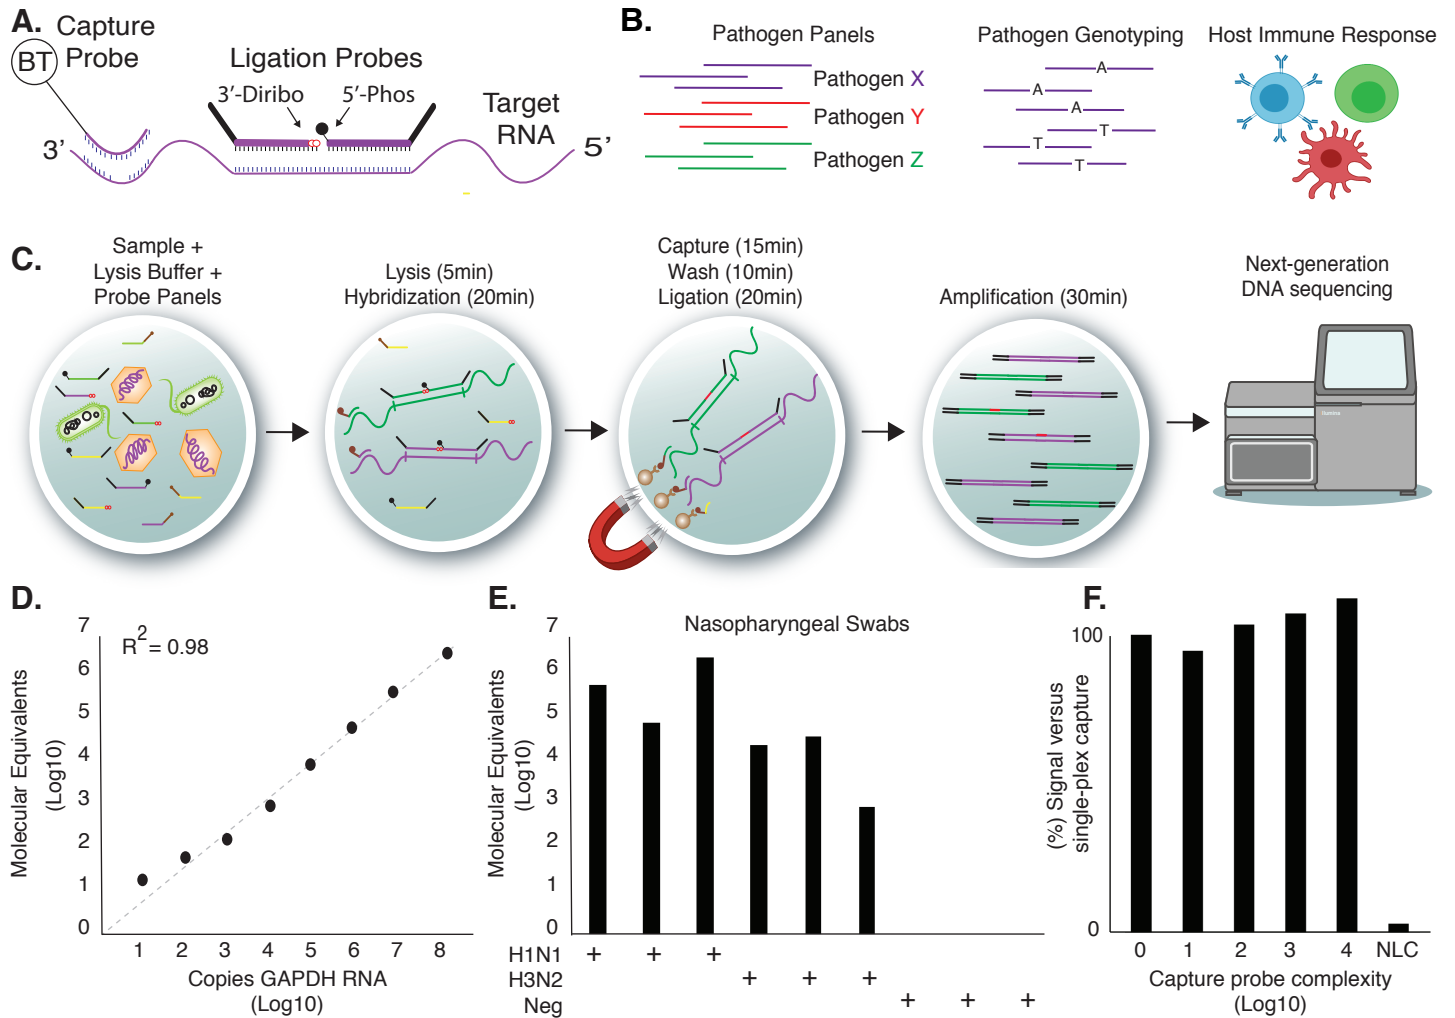 A.
Capture
Probe
BT
Ligation Probes
3'-Diribo
5'-Phos
Target
RNA
3'
5'
B.
Pathogen Panels
Pathogen X
Pathogen Y
Pathogen Z
Pathogen Genotyping
A
A
A
T
T
T
Host Immune Response
C.
Sample +
Lysis Buffer +
Probe Panels
Lysis (5min)
Hybridization (20min)
Capture (15min)
Wash (10min)
Ligation (20min)
Amplification (30min)
Next-generation
DNA sequencing
D.
R2 = 0.98
Molecular Equivalents
(Log10)
7
6
5
4
3
2
1
0
1 2 3 4 5 6 7 8
Copies GAPDH RNA
(Log10)
E.
Nasopharyngeal Swabs
Molecular Equivalents
(Log10)
7
6
5
4
3
2
1
0
H1N1 + + +
H3N2 + + +
Neg + + +
F.
(%) Signal versus
single-plex capture
100
0
0 1 2 3 4 NLC
Capture probe complexity
(Log10)